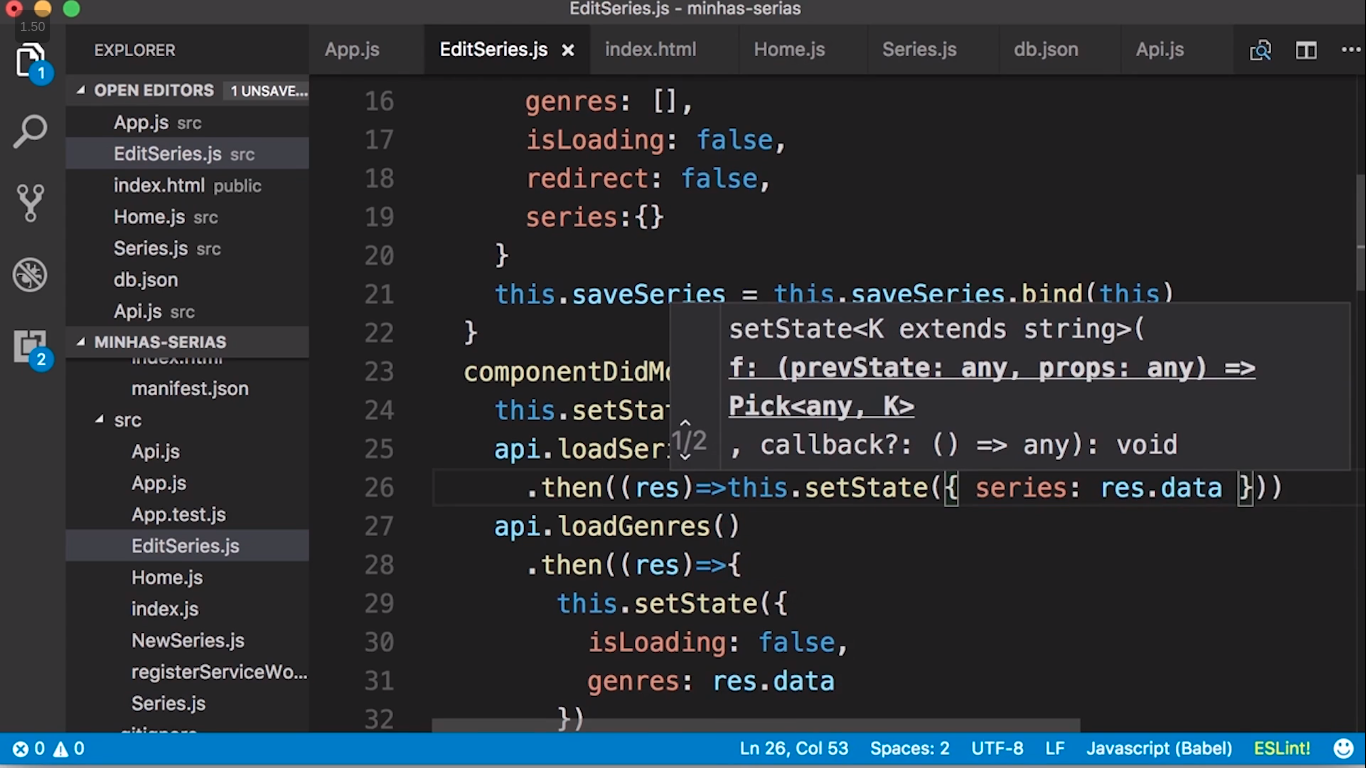 EditSeries.js - minhas-serias
1.50
EXPLORER
App.js
EditSeries.js ×
index.html
Home.js
Series.js
db.json
Api.js
1
OPEN EDITORS 1 UNSAVE...
App.js src
EditSeries.js src
index.html public
Home.js src
Series.js src
db.json
Api.js src
2
MINHAS-SERIAS
index.html
manifest.json
src
Api.js
App.js
App.test.js
EditSeries.js
Home.js
index.js
NewSeries.js
registerServiceWo...
Series.js
.gitignore
16 genres: [],
17 isLoading: false,
18 redirect: false,
19 series:{}
20 }
21 this.saveSeries = this.saveSeries.bind(this)
22 }
23 componentDidMo
24 this.setStat
25 api.loadSeri
26 .then((res)=>this.setState({ series: res.data }))
27 api.loadGenres()
28 .then((res)=>{
29 this.setState({
30 isLoading: false,
31 genres: res.data
32 })
1/2
setState<K extends string>(
f: (prevState: any, props: any) =>
Pick<any, K>
, callback?: () => any): void
0 0
Ln 26, Col 53
Spaces: 2
UTF-8
LF
Javascript (Babel)
ESLint!